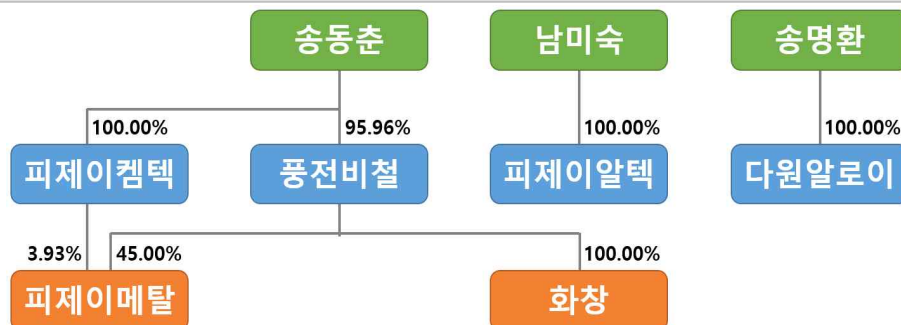 송동춘 남미숙 송명환
100.00% 95.96% 100.00% 100.00%
피제이켐텍 풍전비철 피제이알텍 다원알로이
3.93% 45.00% 100.00%
피제이메탈 화창